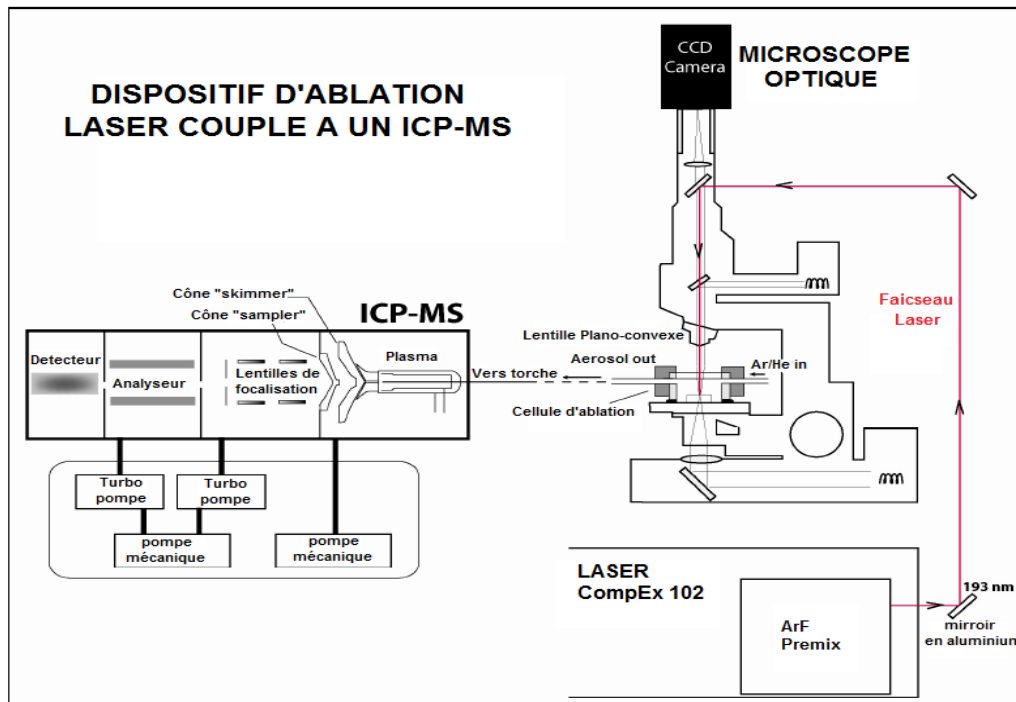 DISPOSITIF D'ABLATION
LASER COUPLE A UN ICP-MS
CCD
Camera
MICROSCOPE
OPTIQUE
Faicseau
Laser
Cône "skimmer"
Cône "sampler"
ICP-MS
Detecteur
Analyseur
Lentilles de
focalisation
Plasma
Vers torche
Lentille Plano-convexe
Aerosol out
Ar/He in
Cellule d'ablation
Turbo
pompe
Turbo
pompe
pompe
mécanique
pompe
mécanique
LASER
CompEx 102
ArF
Premix
193 nm
mirroir
en aluminiun